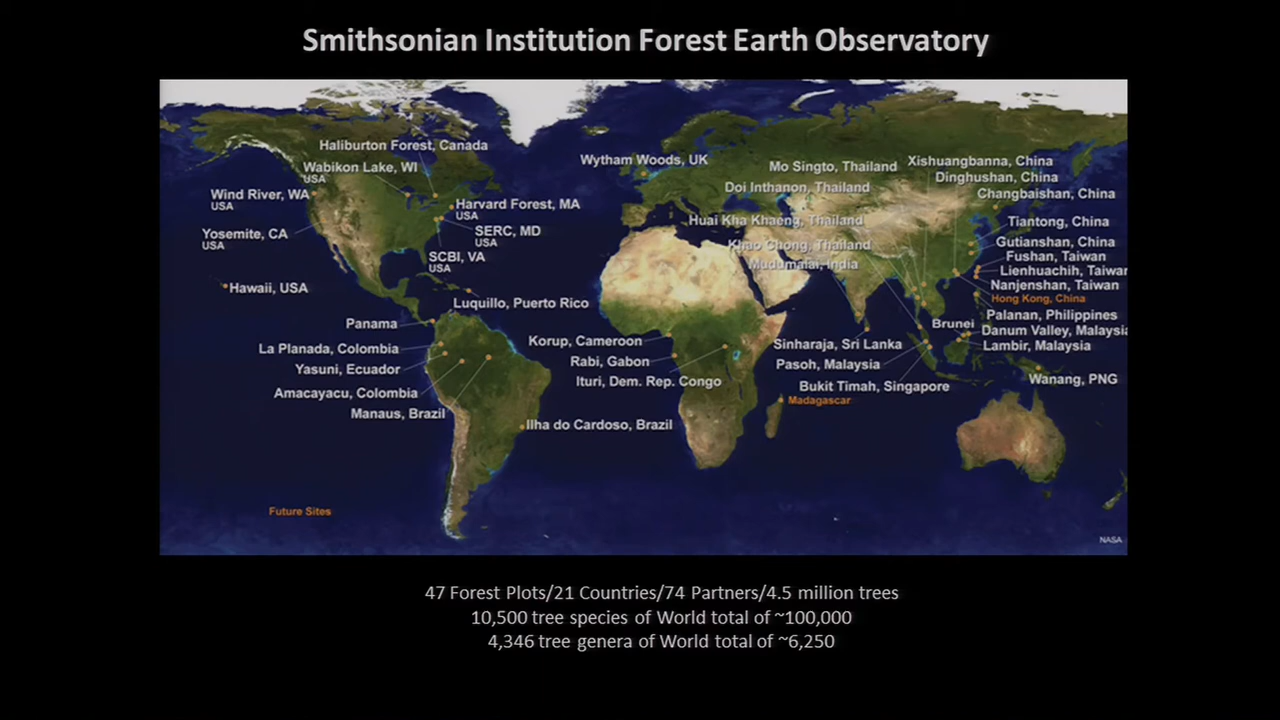 Smithsonian Institution Forest Earth Observatory
Haliburton Forest, Canada
Wabikon Lake, WI
USA
Wind River, WA
USA
Yosemite, CA
USA
Harvard Forest, MA
USA
SERC, MD
USA
SCBI, VA
USA
Hawaii, USA
Luquillo, Puerto Rico
Panama
La Planada, Colombia
Yasuni, Ecuador
Amacayacu, Colombia
Manaus, Brazil
Ilha do Cardoso, Brazil
Wytham Woods, UK
Korup, Cameroon
Rabi, Gabon
Ituri, Dem. Rep. Congo
Madagascar
Mo Singto, Thailand
Doi Inthanon, Thailand
Huai Kha Khaeng, Thailand
Khao Chong, Thailand
Mudumalai, India
Sinharaja, Sri Lanka
Pasoh, Malaysia
Bukit Timah, Singapore
Xishuangbanna, China
Dinghushan, China
Changbaishan, China
Tiantong, China
Gutianshan, China
Fushan, Taiwan
Lienhuachih, Taiwan
Nanjenshan, Taiwan
Hong Kong, China
Palanan, Philippines
Brunei
Danum Valley, Malaysia
Lambir, Malaysia
Wanang, PNG
Future Sites
NASA
47 Forest Plots/21 Countries/74 Partners/4.5 million trees
10,500 tree species of World total of ~100,000
4,346 tree genera of World total of ~6,250